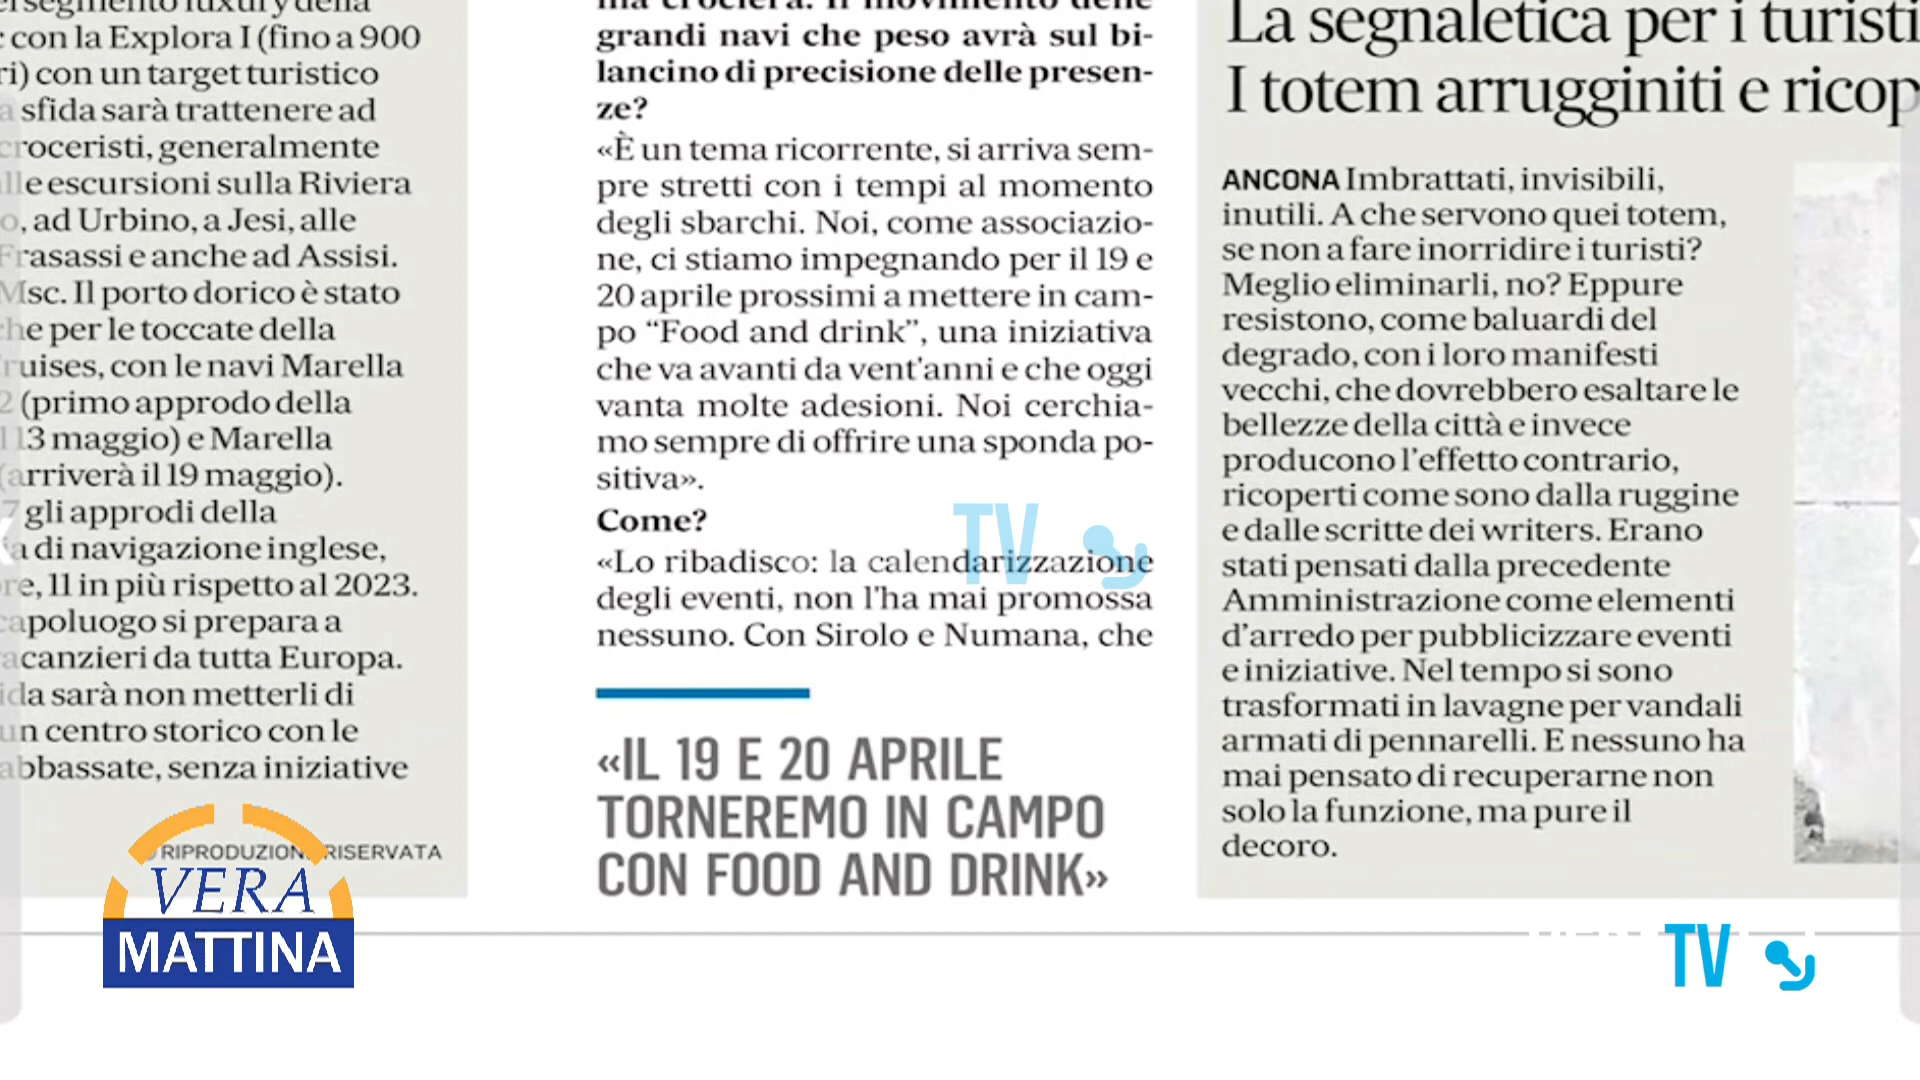 con la Explora I (fino a 900
con un target turistico
sfida sarà trattenere ad
croceristi, generalmente
escursioni sulla Riviera
ad Urbino, a Jesi, alle
Frasassi e anche ad Assisi.
Msc. Il porto dorico è stato
per le toccate della
con le navi Marella
2 (primo approdo della
13 maggio) e Marella
(arriverà il 19 maggio).
7 gli approdi della
di navigazione inglese,
11 in più rispetto al 2023.
capoluogo si prepara a
vacanzieri da tutta Europa.
sarà non metterli di
un centro storico con le
abbassate, senza iniziative
RIPRODUZIONE RISERVATA
grandi navi che peso avrà sul bi-
lancino di precisione delle presen-
ze?
«È un tema ricorrente, si arriva sem-
pre stretti con i tempi al momento
degli sbarchi. Noi, come associazio-
ne, ci stiamo impegnando per il 19 e
20 aprile prossimi a mettere in cam-
po “Food and drink”, una iniziativa
che va avanti da vent'anni e che oggi
vanta molte adesioni. Noi cerchia-
mo sempre di offrire una sponda po-
sitiva».
Come?
«Lo ribadisco: la calendarizzazione
degli eventi, non l'ha mai promossa
nessuno. Con Sirolo e Numana, che
«IL 19 E 20 APRILE
TORNEREMO IN CAMPO
CON FOOD AND DRINK»
La segnaletica per i turisti
I totem arrugginiti e ricop
ANCONA Imbrattati, invisibili,
inutili. A che servono quei totem,
se non a fare inorridire i turisti?
Meglio eliminarli, no? Eppure
resistono, come baluardi del
degrado, con i loro manifesti
vecchi, che dovrebbero esaltare le
bellezze della città e invece
producono l’effetto contrario,
ricoperti come sono dalla ruggine
e dalle scritte dei writers. Erano
stati pensati dalla precedente
Amministrazione come elementi
d’arredo per pubblicizzare eventi
e iniziative. Nel tempo si sono
trasformati in lavagne per vandali
armati di pennarelli. E nessuno ha
mai pensato di recuperarne non
solo la funzione, ma pure il
decoro.
TV
VERA
MATTINA
TV